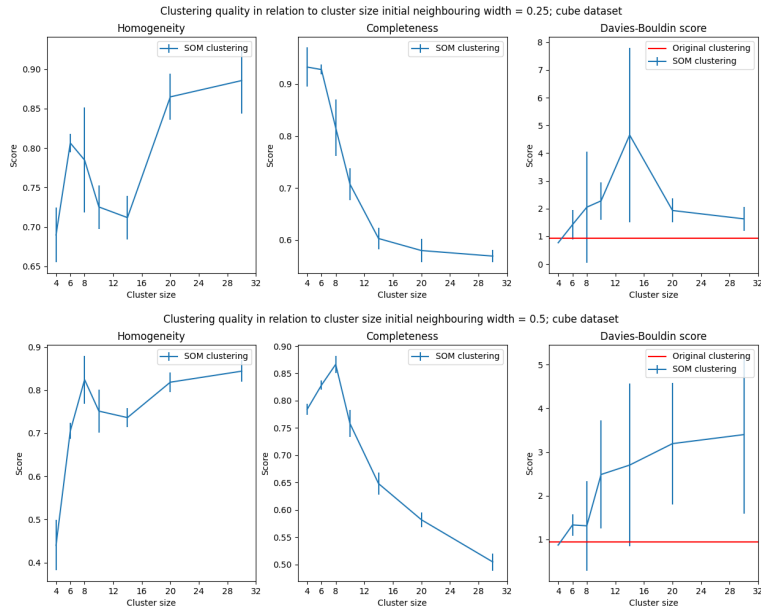 Clustering quality in relation to cluster size initial neighbouring width = 0.25; cube dataset
Homogeneity
SOM clustering
0.90
0.85
0.80
0.75
0.70
0.65
Score
4 6 8 10 14 20 24 28 32
Cluster size
Completeness
SOM clustering
0.9
0.8
0.7
0.6
Score
4 6 8 10 14 20 24 28 32
Cluster size
Davies-Bouldin score
Original clustering
SOM clustering
8
7
6
5
4
3
2
1
0
Score
4 6 8 12 16 20 24 28 32
Cluster size
Clustering quality in relation to cluster size initial neighbouring width = 0.5; cube dataset
Homogeneity
SOM clustering
0.9
0.8
0.7
0.6
0.5
0.4
Score
4 6 8 10 14 20 24 28 32
Cluster size
Completeness
SOM clustering
0.90
0.85
0.80
0.75
0.70
0.65
0.60
0.55
0.50
Score
4 6 8 10 14 20 24 28 32
Cluster size
Davies-Bouldin score
Original clustering
SOM clustering
5
4
3
2
1
Score
4 6 8 12 16 20 24 28 32
Cluster size